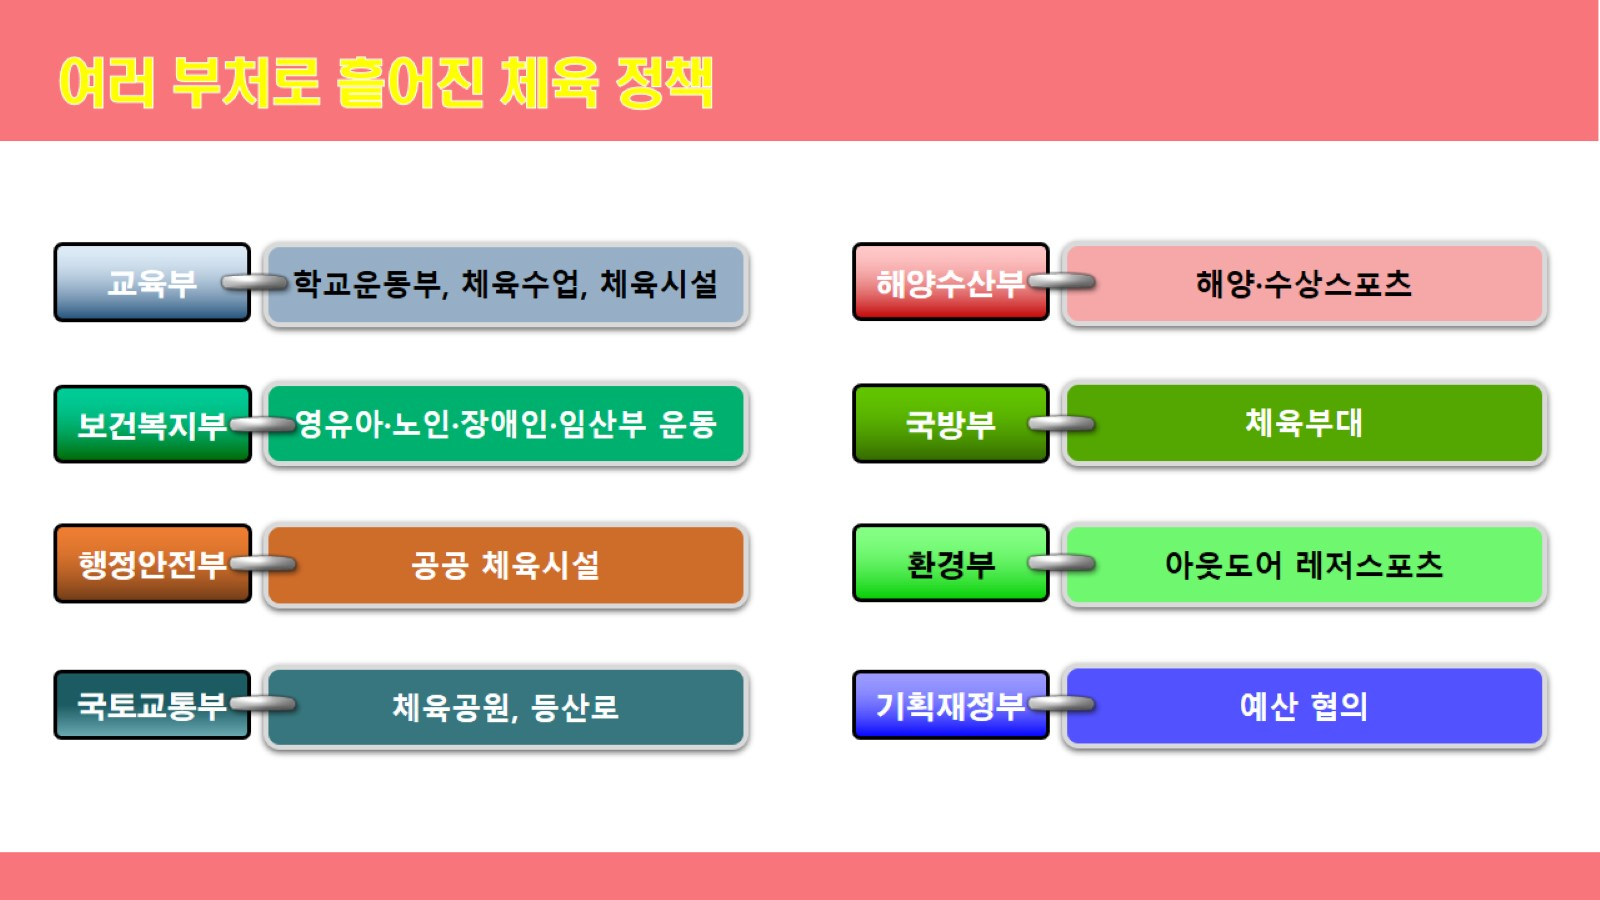 여러 부처로 흩어진 체육 정책
교육부
학교운동부, 체육수업, 체육시설
보건복지부
영유아·노인·장애인·임산부 운동
행정안전부
공공 체육시설
국토교통부
체육공원, 등산로
해양수산부
해양·수상스포츠
국방부
체육부대
환경부
아웃도어 레저스포츠
기획재정부
예산 협의